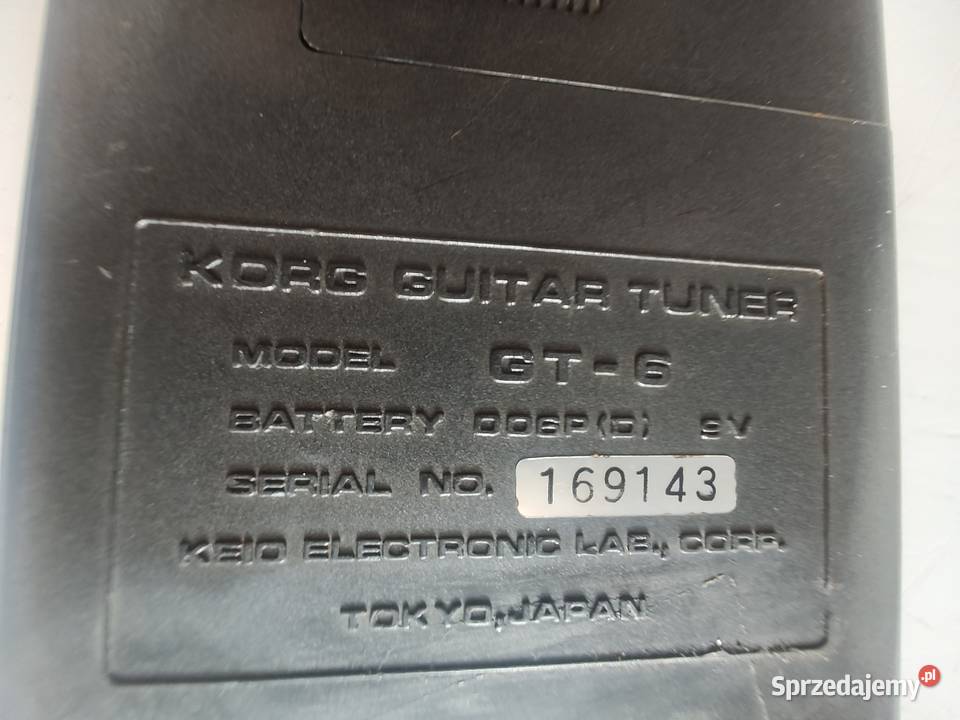 KORG GUITAR TUNER
MODEL GT-6
BATTERY 006P(D) 9V
SERIAL NO. 169143
KEIO ELECTRONIC LAB., CORP.
TOKYO, JAPAN
Sprzedajemy.pl